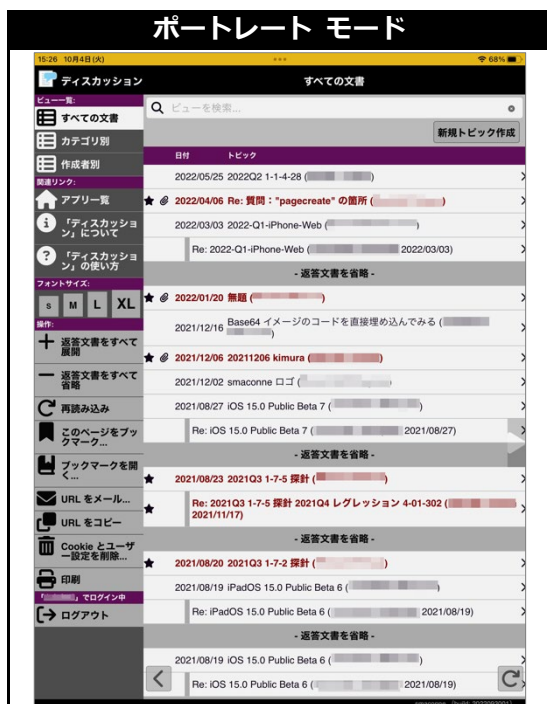 ポートレート モード
15:26 10月4日(火)
68%
ディスカッション
すべての文書
ビュー一覧:
すべての文書
カテゴリ別
作成者別
関連リンク:
アプリ一覧
「ディスカッショ
ン」について
「ディスカッショ
ン」の使い方
フォントサイズ:
S M L XL
操作:
返答文書をすべて
展開
返答文書をすべて
省略
再読み込み
このページをブッ
クマーク...
ブックマークを開
く...
URL をメール...
URL をコピー
Cookie とユーザ
ー設定を削除...
印刷
「 」でログイン中
ログアウト
ビューを検索...
新規トピック作成
日付 トピック
2022/05/25 2022Q2 1-1-4-28 ( )
2022/04/06 Re: 質問："pagecreate" の箇所 ( )
2022/03/03 2022-Q1-iPhone-Web ( )
Re: 2022-Q1-iPhone-Web ( 2022/03/03)
- 返答文書を省略 -
2022/01/20 無題 ( )
2021/12/16 Base64 イメージのコードを直接埋め込んでみる ( )
2021/12/06 20211206 kimura ( )
2021/12/02 smaconne ロゴ ( )
2021/08/27 iOS 15.0 Public Beta 7 ( )
Re: iOS 15.0 Public Beta 7 ( 2021/08/27)
- 返答文書を省略 -
2021/08/23 2021Q3 1-7-5 探針 ( )
Re: 2021Q3 1-7-5 探針 2021Q4 レグレッション 4-01-302 (
2021/11/17)
- 返答文書を省略 -
2021/08/20 2021Q3 1-7-2 探針 ( )
2021/08/19 iPadOS 15.0 Public Beta 6 ( )
Re: iPadOS 15.0 Public Beta 6 ( 2021/08/19)
- 返答文書を省略 -
2021/08/19 iOS 15.0 Public Beta 6 ( )
Re: iOS 15.0 Public Beta 6 ( 2021/08/19)